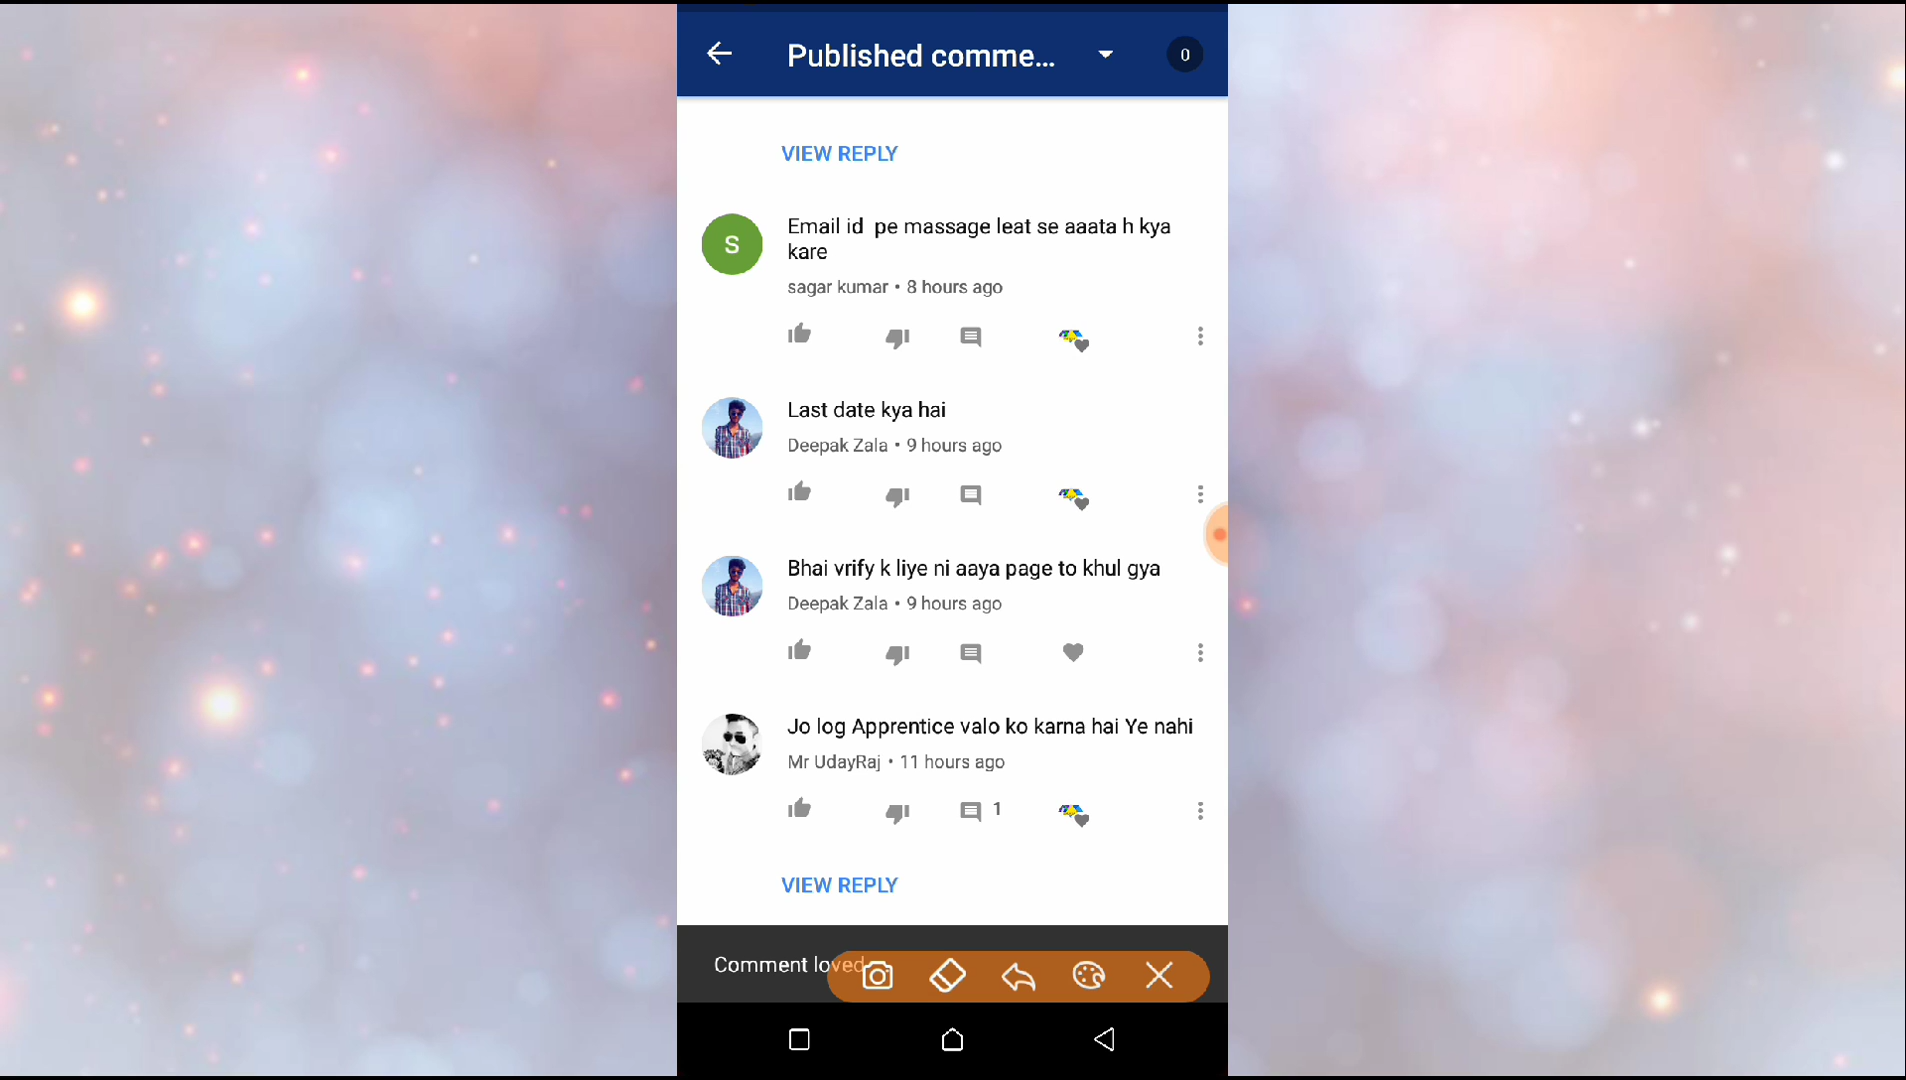 Published comme...
0
VIEW REPLY
Email id  pe massage leat se aaata h kya
kare
S
sagar kumar • 8 hours ago
Last date kya hai
Deepak Zala • 9 hours ago
Bhai vrify k liye ni aaya page to khul gya
Deepak Zala • 9 hours ago
Jo log Apprentice valo ko karna hai Ye nahi
Mr UdayRaj • 11 hours ago
1
VIEW REPLY
Comment loved